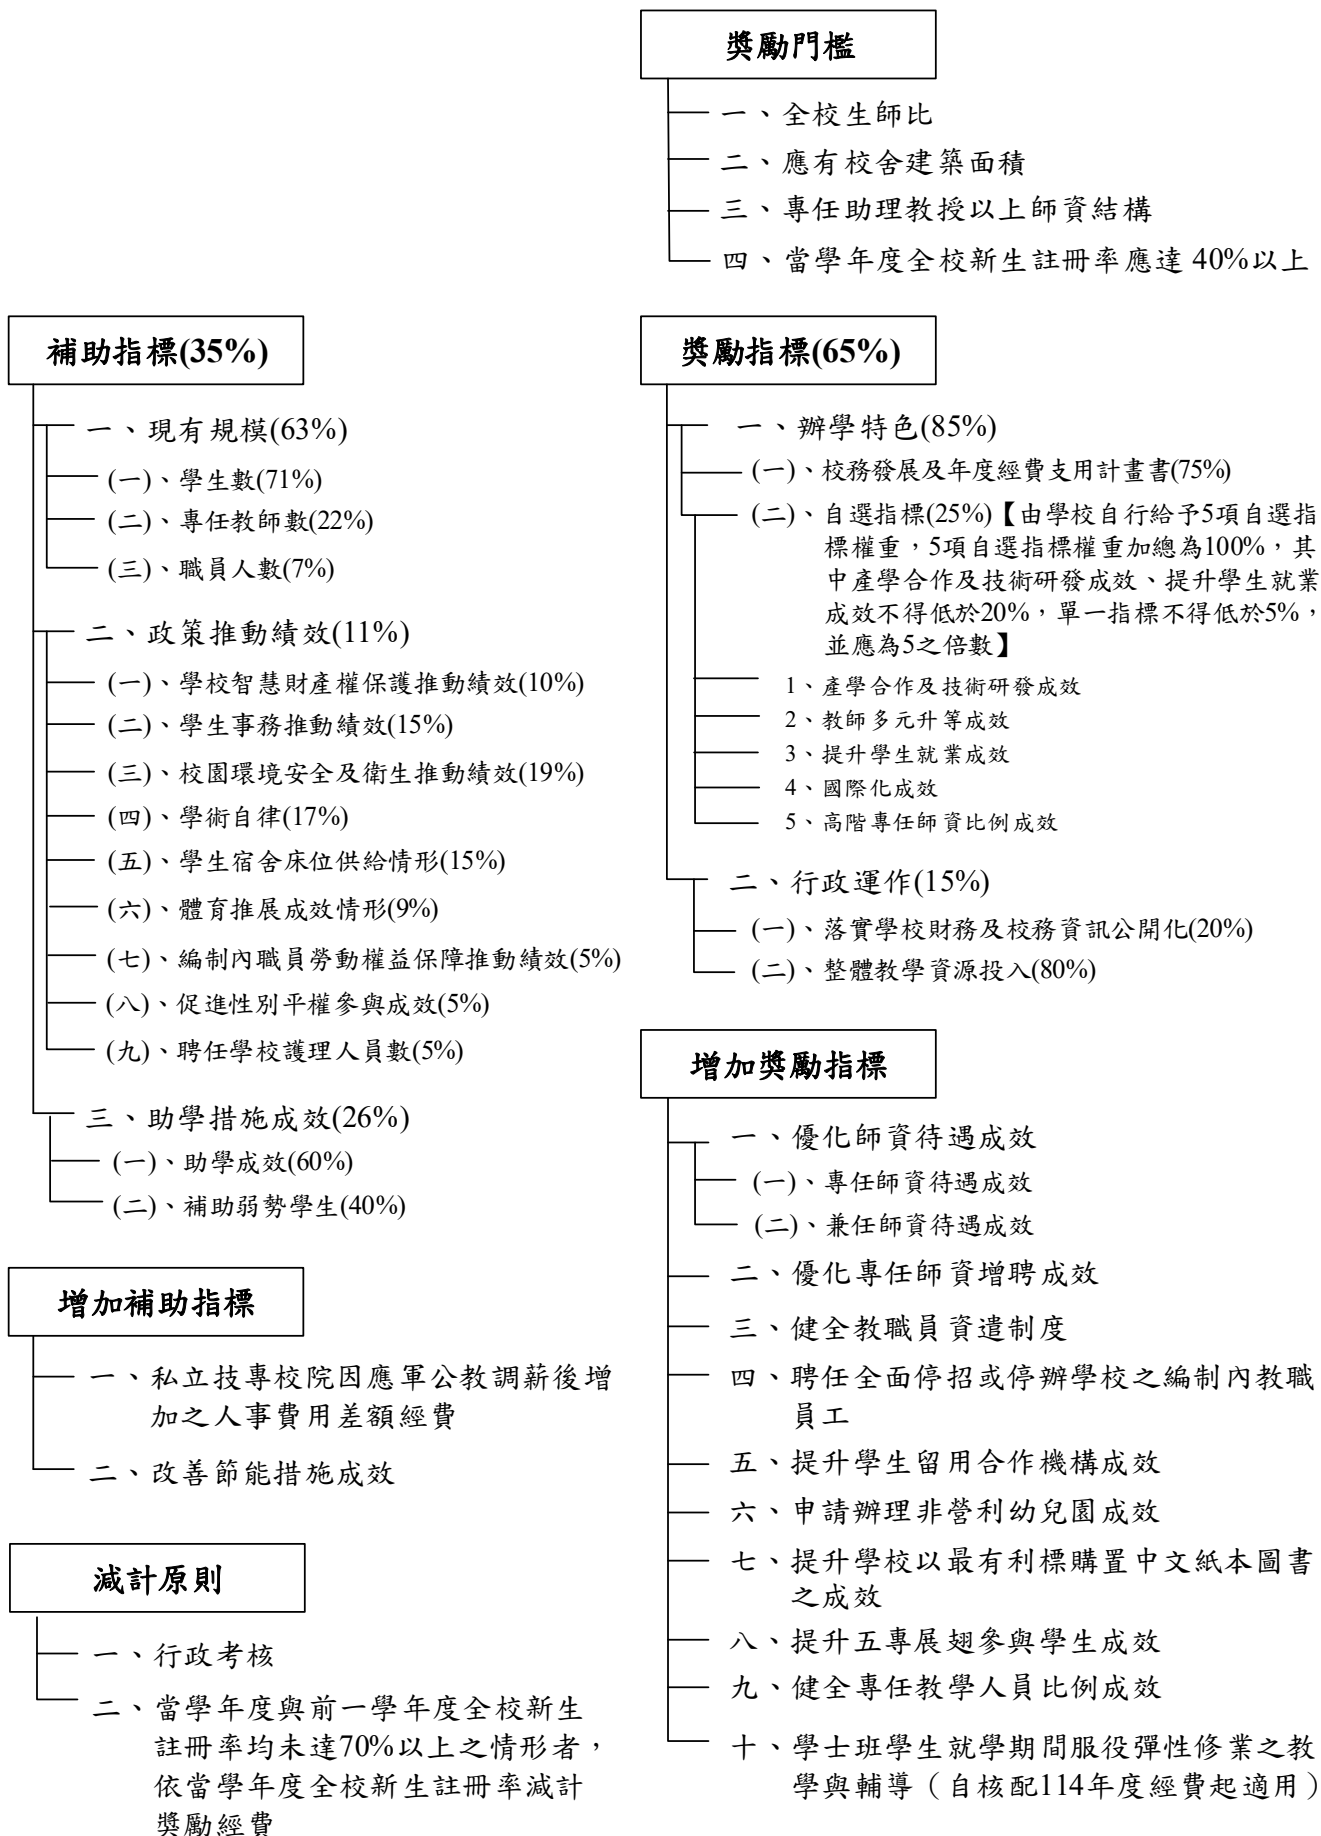 獎勵門檻
一、全校生師比
二、應有校舍建築面積
三、專任助理教授以上師資結構
四、當學年度全校新生註冊率應達 40%以上
補助指標(35%)
一、現有規模(63%)
(一)、學生數(71%)
(二)、專任教師數(22%)
(三)、職員人數(7%)
二、政策推動績效(11%)
(一)、學校智慧財產權保護推動績效(10%)
(二)、學生事務推動績效(15%)
(三)、校園環境安全及衛生推動績效(19%)
(四)、學術自律(17%)
(五)、學生宿舍床位供給情形(15%)
(六)、體育推展成效情形(9%)
(七)、編制內職員勞動權益保障推動績效(5%)
(八)、促進性別平權參與成效(5%)
(九)、聘任學校護理人員數(5%)
三、助學措施成效(26%)
(一)、助學成效(60%)
(二)、補助弱勢學生(40%)
增加補助指標
一、私立技專校院因應軍公教調薪後增
加之人事費用差額經費
二、改善節能措施成效
減計原則
一、行政考核
二、當學年度與前一學年度全校新生
註冊率均未達70%以上之情形者，
依當學年度全校新生註冊率減計
獎勵經費
獎勵指標(65%)
一、辦學特色(85%)
(一)、校務發展及年度經費支用計畫書(75%)
(二)、自選指標(25%)【由學校自行給予5項自選指
標權重，5項自選指標權重加總為100%，其
中產學合作及技術研發成效、提升學生就業
成效不得低於20%，單一指標不得低於5%，
並應為5之倍數】
1、產學合作及技術研發成效
2、教師多元升等成效
3、提升學生就業成效
4、國際化成效
5、高階專任師資比例成效
二、行政運作(15%)
(一)、落實學校財務及校務資訊公開化(20%)
(二)、整體教學資源投入(80%)
增加獎勵指標
一、優化師資待遇成效
(一)、專任師資待遇成效
(二)、兼任師資待遇成效
二、優化專任師資增聘成效
三、健全教職員資遣制度
四、聘任全面停招或停辦學校之編制內教職
員工
五、提升學生留用合作機構成效
六、申請辦理非營利幼兒園成效
七、提升學校以最有利標購置中文紙本圖書
之成效
八、提升五專展翅參與學生成效
九、健全專任教學人員比例成效
十、學士班學生就學期間服役彈性修業之教
學與輔導（自核配114年度經費起適用）